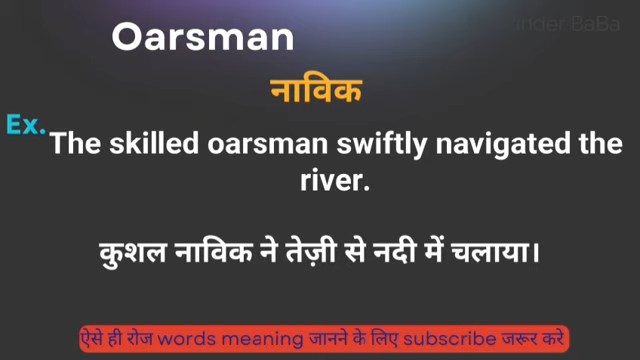 BaBa
Oarsman
नाविक
Ex.
The skilled oarsman swiftly navigated the
river.
कुशल नाविक ने तेज़ी से नदी में चलाया।
ऐसे ही रोज words meaning जानने के लिए subscribe जरूर करे